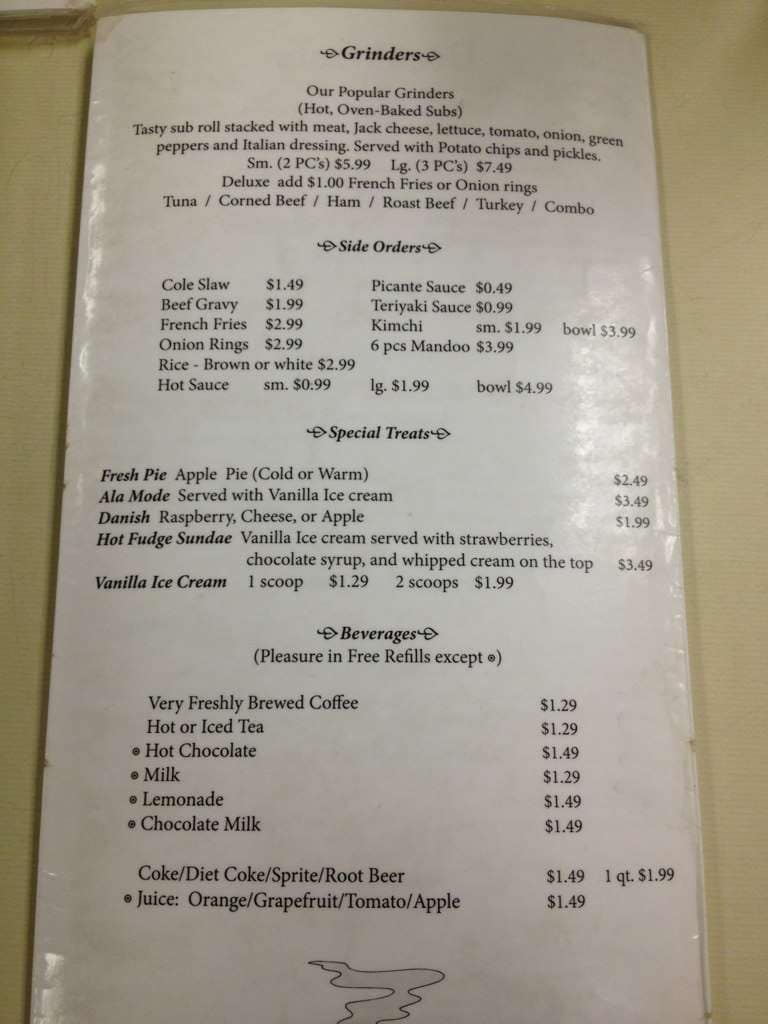 Grinders
Our Popular Grinders
(Hot, Oven-Baked Subs)
Tasty sub roll stacked with meat, Jack cheese, lettuce, tomato, onion, green
peppers and Italian dressing. Served with Potato chips and pickles.
Sm. (2 PC's) $5.99 Lg. (3 PC's) $7.49
Deluxe add $1.00 French Fries or Onion rings
Tuna / Corned Beef / Ham / Roast Beef / Turkey / Combo
Side Orders
Cole Slaw $1.49 Picante Sauce $0.49
Beef Gravy $1.99 Teriyaki Sauce $0.99
French Fries $2.99 Kimchi sm. $1.99 bowl $3.99
Onion Rings $2.99 6 pcs Mandoo $3.99
Rice - Brown or white $2.99
Hot Sauce sm. $0.99 lg. $1.99 bowl $4.99
Special Treats
Fresh Pie Apple Pie (Cold or Warm) $2.49
Ala Mode Served with Vanilla Ice cream $3.49
Danish Raspberry, Cheese, or Apple $1.99
Hot Fudge Sundae Vanilla Ice cream served with strawberries,
chocolate syrup, and whipped cream on the top $3.49
Vanilla Ice Cream 1 scoop $1.29 2 scoops $1.99
Beverages
(Pleasure in Free Refills except ⊛)
Very Freshly Brewed Coffee $1.29
Hot or Iced Tea $1.29
⊛ Hot Chocolate $1.49
⊛ Milk $1.29
⊛ Lemonade $1.49
⊛ Chocolate Milk $1.49
Coke/Diet Coke/Sprite/Root Beer $1.49 1 qt. $1.99
⊛ Juice: Orange/Grapefruit/Tomato/Apple $1.49